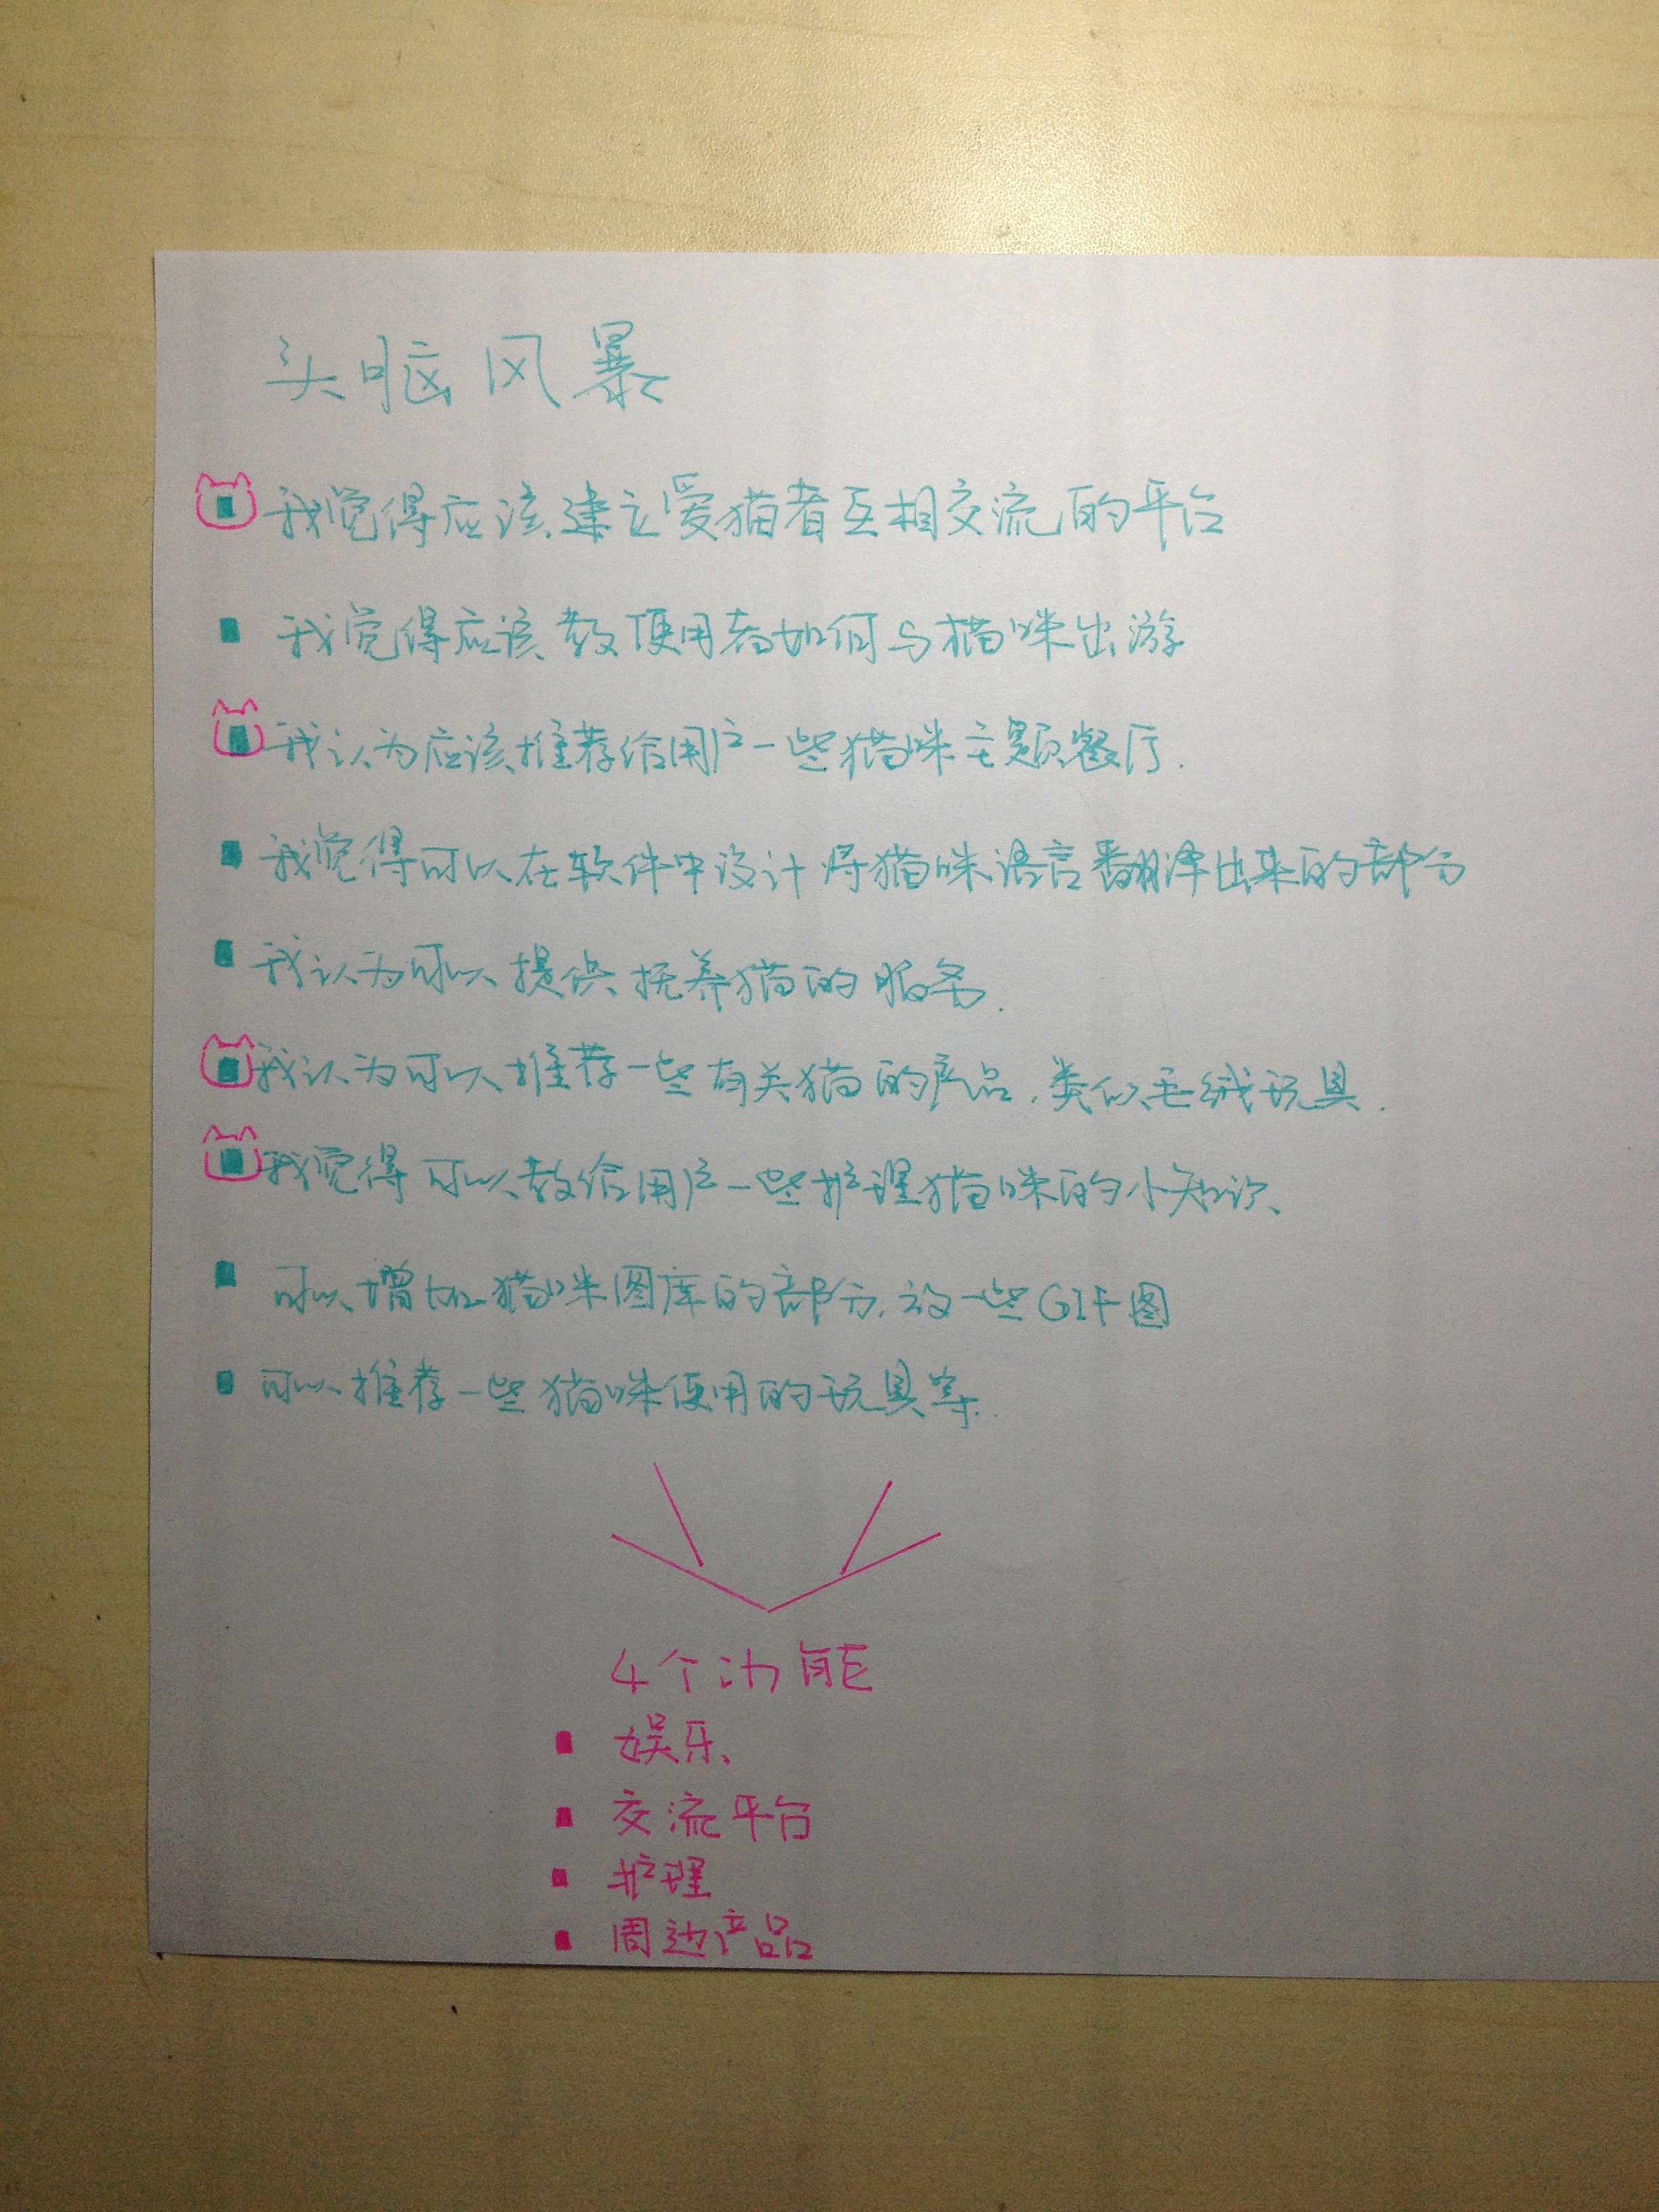 头脑风暴
我觉得应该建立爱猫者互相交流的平台
我觉得应该教使用者如何与猫咪出游
我认为应该推荐给用户一些猫咪主题餐厅.
我觉得可以在软件中设计将猫咪语言翻译出来的部分
我认为可以提供抚养猫的服务.
我认为可以推荐一些有关猫的产品,类似毛绒玩具.
我觉得可以教给用户一些护理猫咪的小知识、
可以增加猫咪图库的部分,放一些GIF图
可以推荐一些猫咪使用的玩具等..
4个功能
娱乐、
交流平台
护理
周边产品